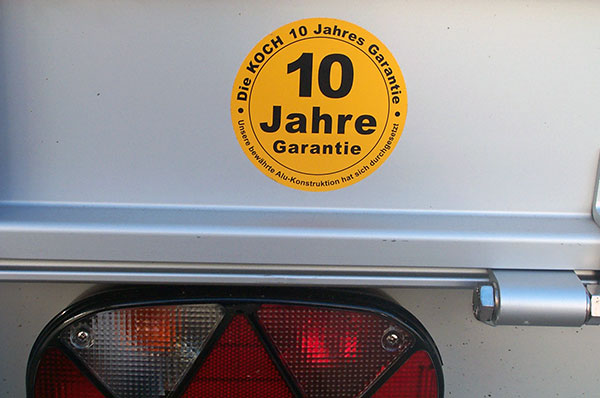 • Die KOCH 10 Jahres Garantie •
10
Jahre
Garantie
Unsere bewährte Alu-Konstruktion hat sich durchgesetzt